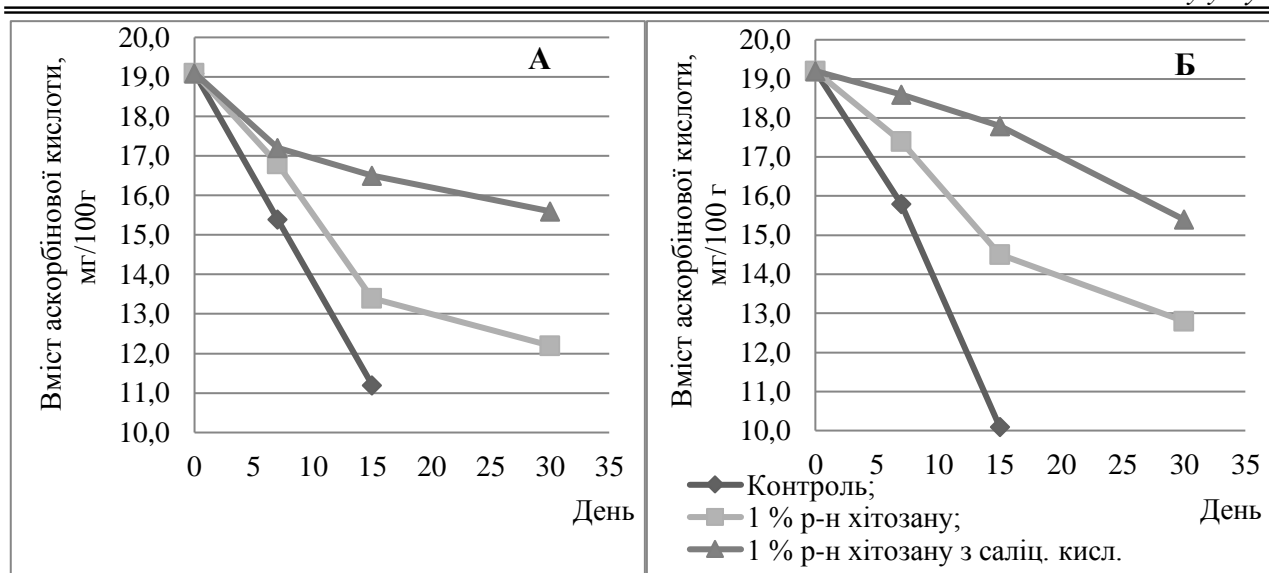 А
Вміст аскорбінової кислоти,
мг/100г
20,0
19,0
18,0
17,0
16,0
15,0
14,0
13,0
12,0
11,0
10,0
0 5 10 15 20 25 30 35
День
Б
Вміст аскорбінової кислоти,
мг/100 г
20,0
19,0
18,0
17,0
16,0
15,0
14,0
13,0
12,0
11,0
10,0
0 5 10 15 20 25 30 35
День
Контроль;
1 % р-н хітозану;
1 % р-н хітозану з саліц. кисл.